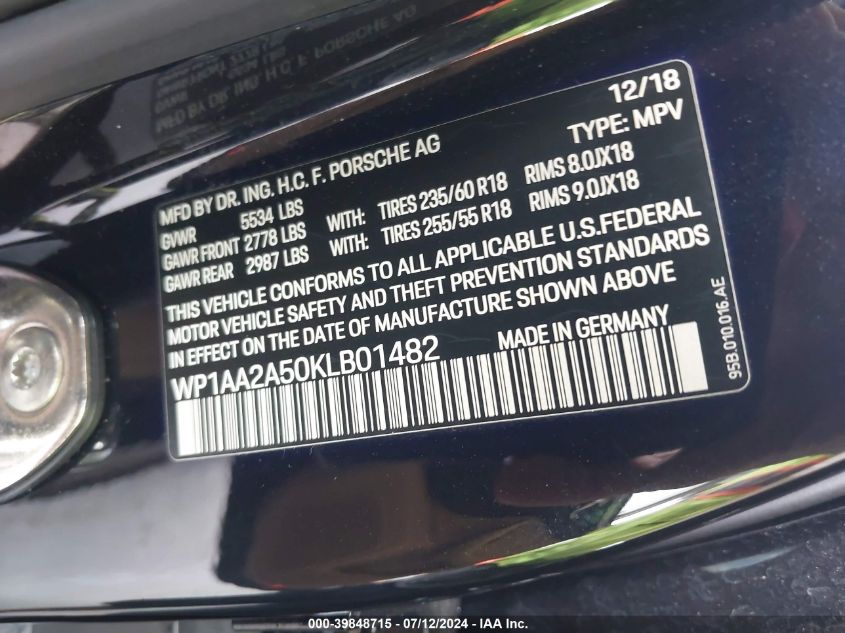 12/18
MFD BY DR. ING. H.C. F. PORSCHE AG
TYPE: MPV
GVWR 5534 LBS
GAWR FRONT 2778 LBS WITH: TIRES 235/60 R18 RIMS 8.0JX18
GAWR REAR 2987 LBS WITH: TIRES 255/55 R18 RIMS 9.0JX18
THIS VEHICLE CONFORMS TO ALL APPLICABLE U.S.FEDERAL
MOTOR VEHICLE SAFETY AND THEFT PREVENTION STANDARDS
IN EFFECT ON THE DATE OF MANUFACTURE SHOWN ABOVE
WP1AA2A50KLB01482 MADE IN GERMANY
95B.010.016.AE
000-39848715 - 07/12/2024 - IAA Inc.